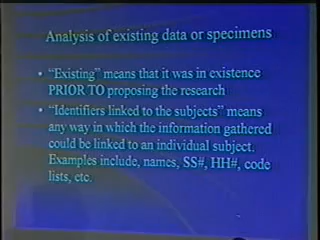 Analysis of existing data or specimens
• "Existing" means that it was in existence
PRIOR TO proposing the research
• "Identifiers linked to the subjects" means
any way in which the information gathered
could be linked to an individual subject.
Examples include, names, SS#, HH#, code
lists, etc.